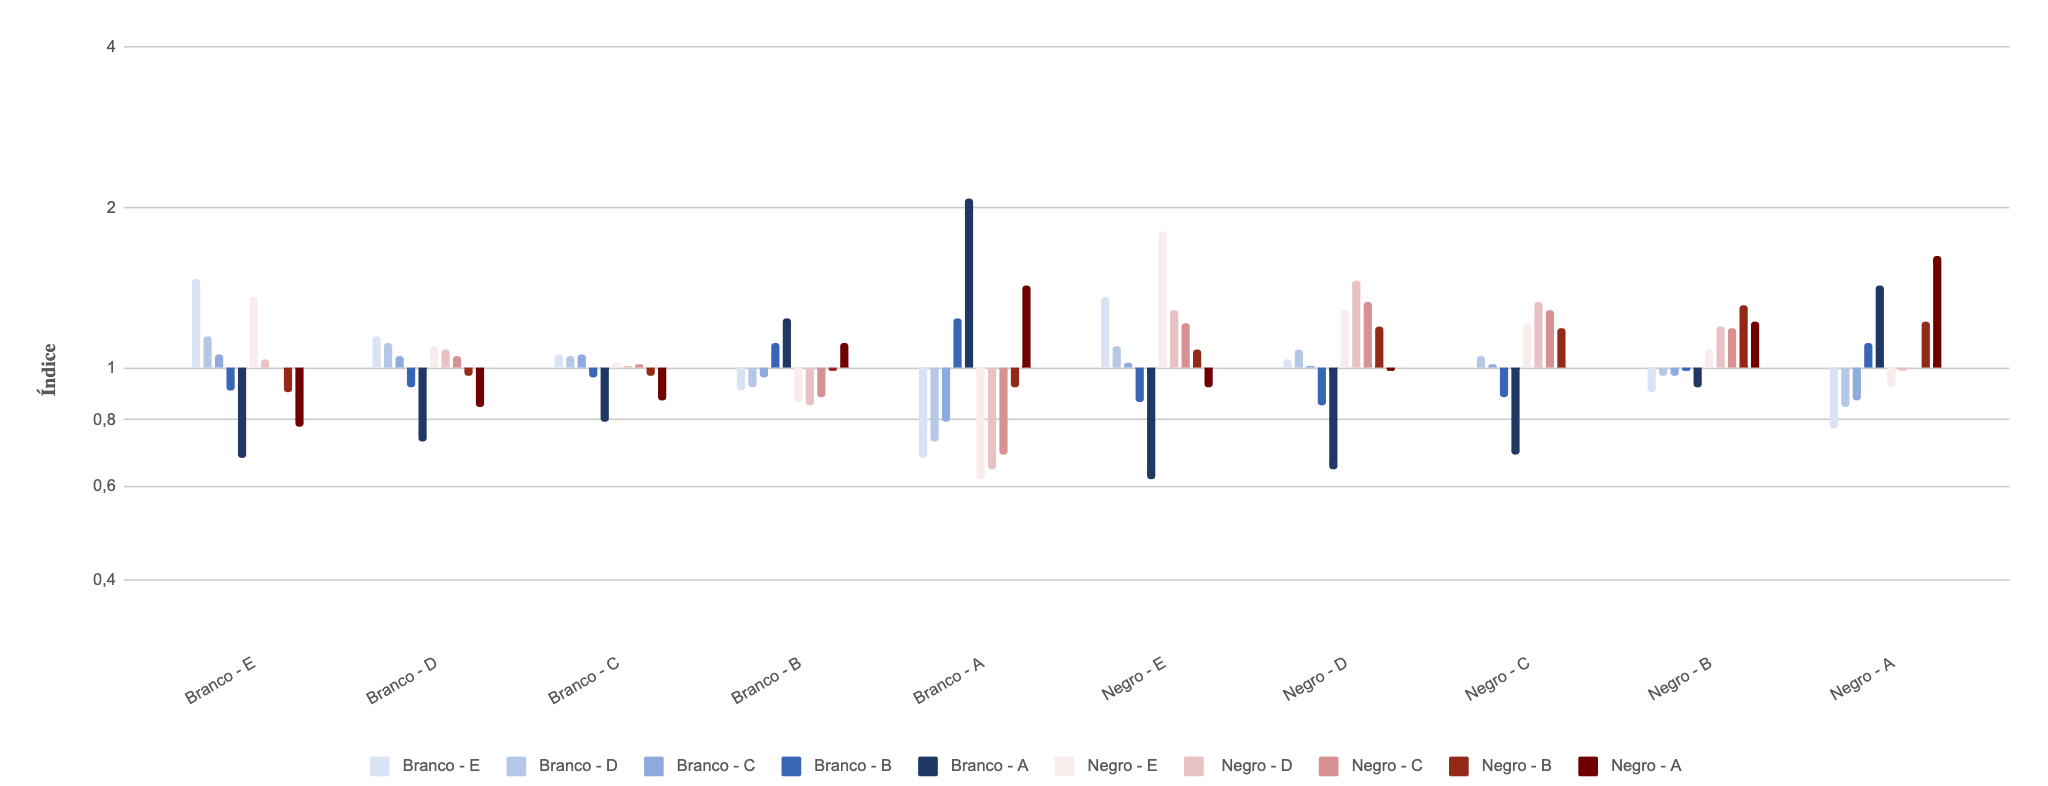 4
2
1
0,8
0,6
0,4
Índice
Branco - E
Branco - D
Branco - C
Branco - B
Branco - A
Negro - E
Negro - D
Negro - C
Negro - B
Negro - A
Branco - E Branco - D Branco - C Branco - B Branco - A Negro - E Negro - D Negro - C Negro - B Negro - A